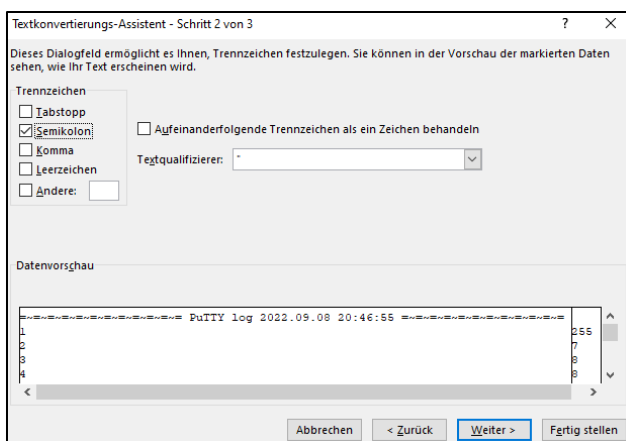 Textkonvertierungs-Assistent - Schritt 2 von 3
?
Dieses Dialogfeld ermöglicht es Ihnen, Trennzeichen festzulegen. Sie können in der Vorschau der markierten Daten
sehen, wie Ihr Text erscheinen wird.
Trennzeichen
Tabstopp
Semikolon
Komma
Leerzeichen
Andere:
Aufeinanderfolgende Trennzeichen als ein Zeichen behandeln
Textqualifizierer: "
Datenvorschau
=~=~=~=~=~=~=~=~=~=~=~= PuTTY log 2022.09.08 20:46:55 =~=~=~=~=~=~=~=~=~=~=~=
1 255
2 7
3 8
4 8
Abbrechen < Zurück Weiter > Fertig stellen